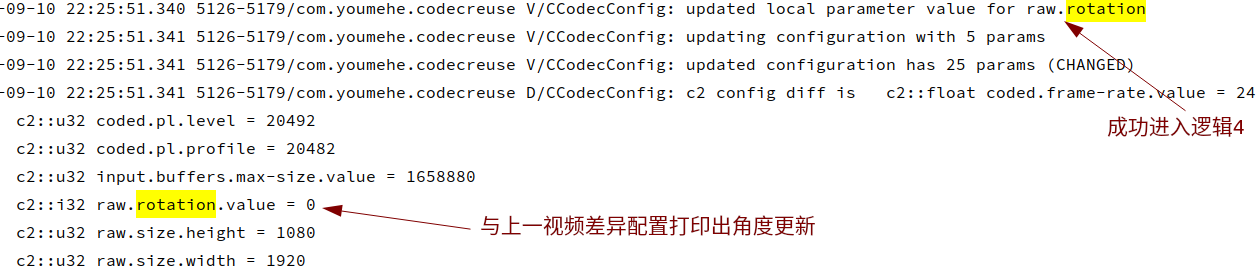 -09-10 22:25:51.340 5126-5179/com.youmehe.codecreuse V/CCodecConfig: updated local parameter value for raw.rotation
-09-10 22:25:51.341 5126-5179/com.youmehe.codecreuse V/CCodecConfig: updating configuration with 5 params
-09-10 22:25:51.341 5126-5179/com.youmehe.codecreuse V/CCodecConfig: updated configuration has 25 params (CHANGED)
-09-10 22:25:51.341 5126-5179/com.youmehe.codecreuse D/CCodecConfig: c2 config diff is   c2::float coded.frame-rate.value = 24
c2::u32 coded.pl.level = 20492
成功进入逻辑4
c2::u32 coded.pl.profile = 20482
c2::u32 input.buffers.max-size.value = 1658880
c2::i32 raw.rotation.value = 0
与上一视频差异配置打印出角度更新
c2::u32 raw.size.height = 1080
c2::u32 raw.size.width = 1920